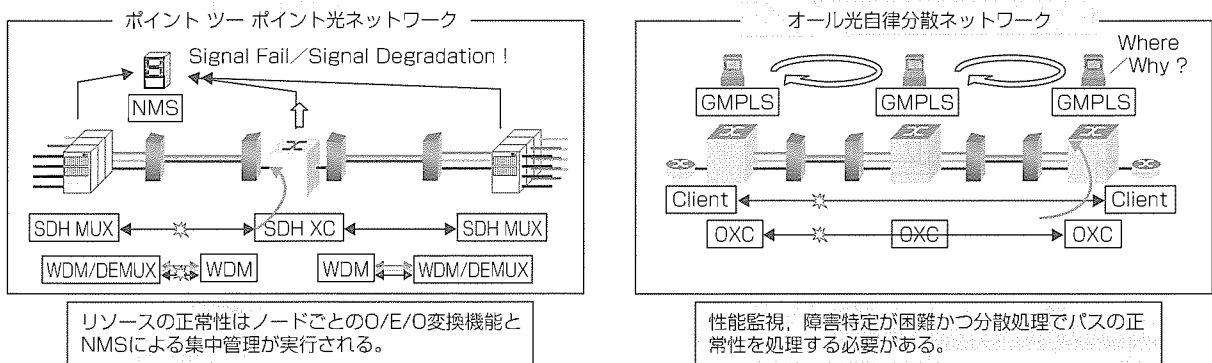 ポイント ツー ポイント光ネットワーク
Signal Fail/Signal Degradation !
NMS
SDH MUX
SDH XC
SDH MUX
WDM/DEMUX
WDM
WDM
WDM/DEMUX
リソースの正常性はノードごとのO/E/O変換機能と
NMSによる集中管理が実行される。
オール光自律分散ネットワーク
Where
/Why ?
GMPLS
GMPLS
GMPLS
Client
Client
OXC
OXC
OXC
性能監視，障害特定が困難かつ分散処理でパスの正
常性を処理する必要がある。